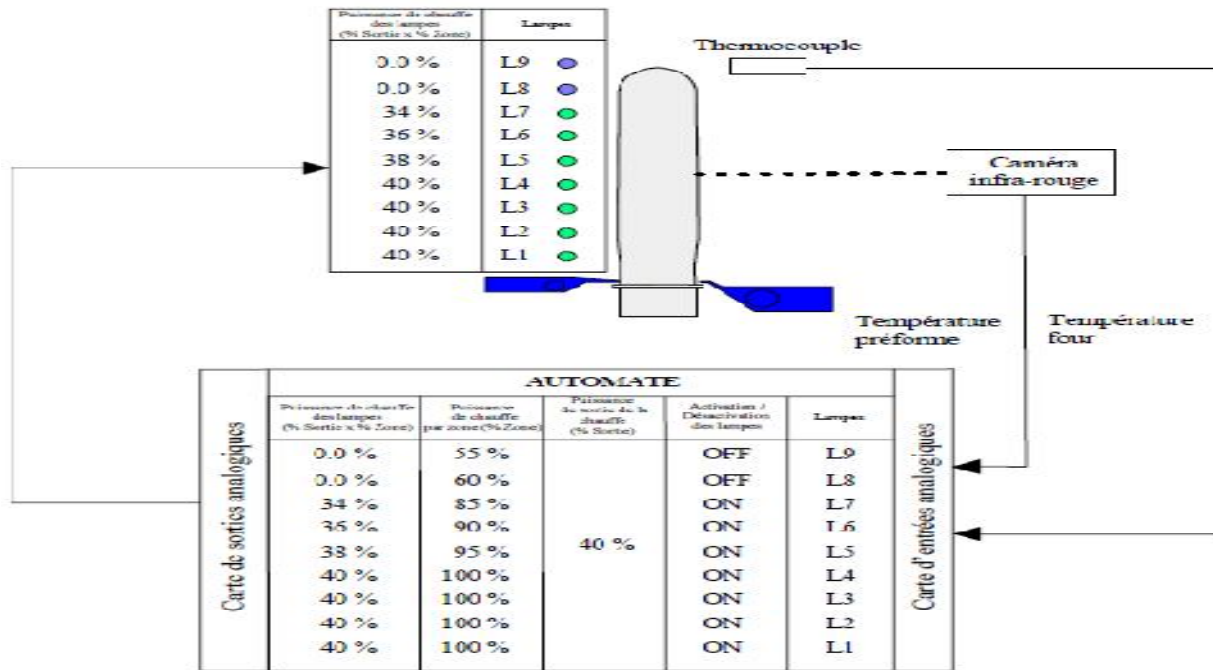 Puissance de chauffe
des lampes
(% Sortie x % Zone)
Lampes
0.0 % L9
0.0 % L8
34 % L7
36 % L6
38 % L5
40 % L4
40 % L3
40 % L2
40 % L1
Thermocouple
Caméra
infra-rouge
Température
préforme
Température
four
AUTOMATE
Carte de sorties analogiques
Puissance de chauffe
des lampes
(% Sortie x % Zone)
Puissance
de chauffe
par zone (% Zone)
Puissance
de sortie de la
chauffe
(% Sortie)
Activation /
Désactivation
des lampes
Lampes
0.0 % 55 % OFF L9
0.0 % 60 % OFF L8
34 % 85 % ON L7
36 % 90 % ON L6
38 % 95 % 40 % ON L5
40 % 100 % ON L4
40 % 100 % ON L3
40 % 100 % ON L2
40 % 100 % ON L1
Carte d'entrées analogiques